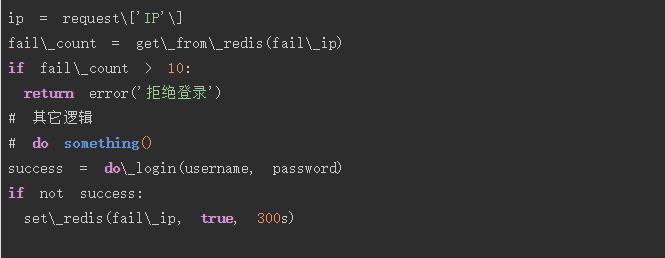 ip = request\['IP'\]
fail\_count = get\_from\_redis(fail\_ip)
if fail\_count > 10:
  return error('拒绝登录')
# 其它逻辑
# do something()
success = do\_login(username, password)
if not success:
  set\_redis(fail\_ip, true, 300s)